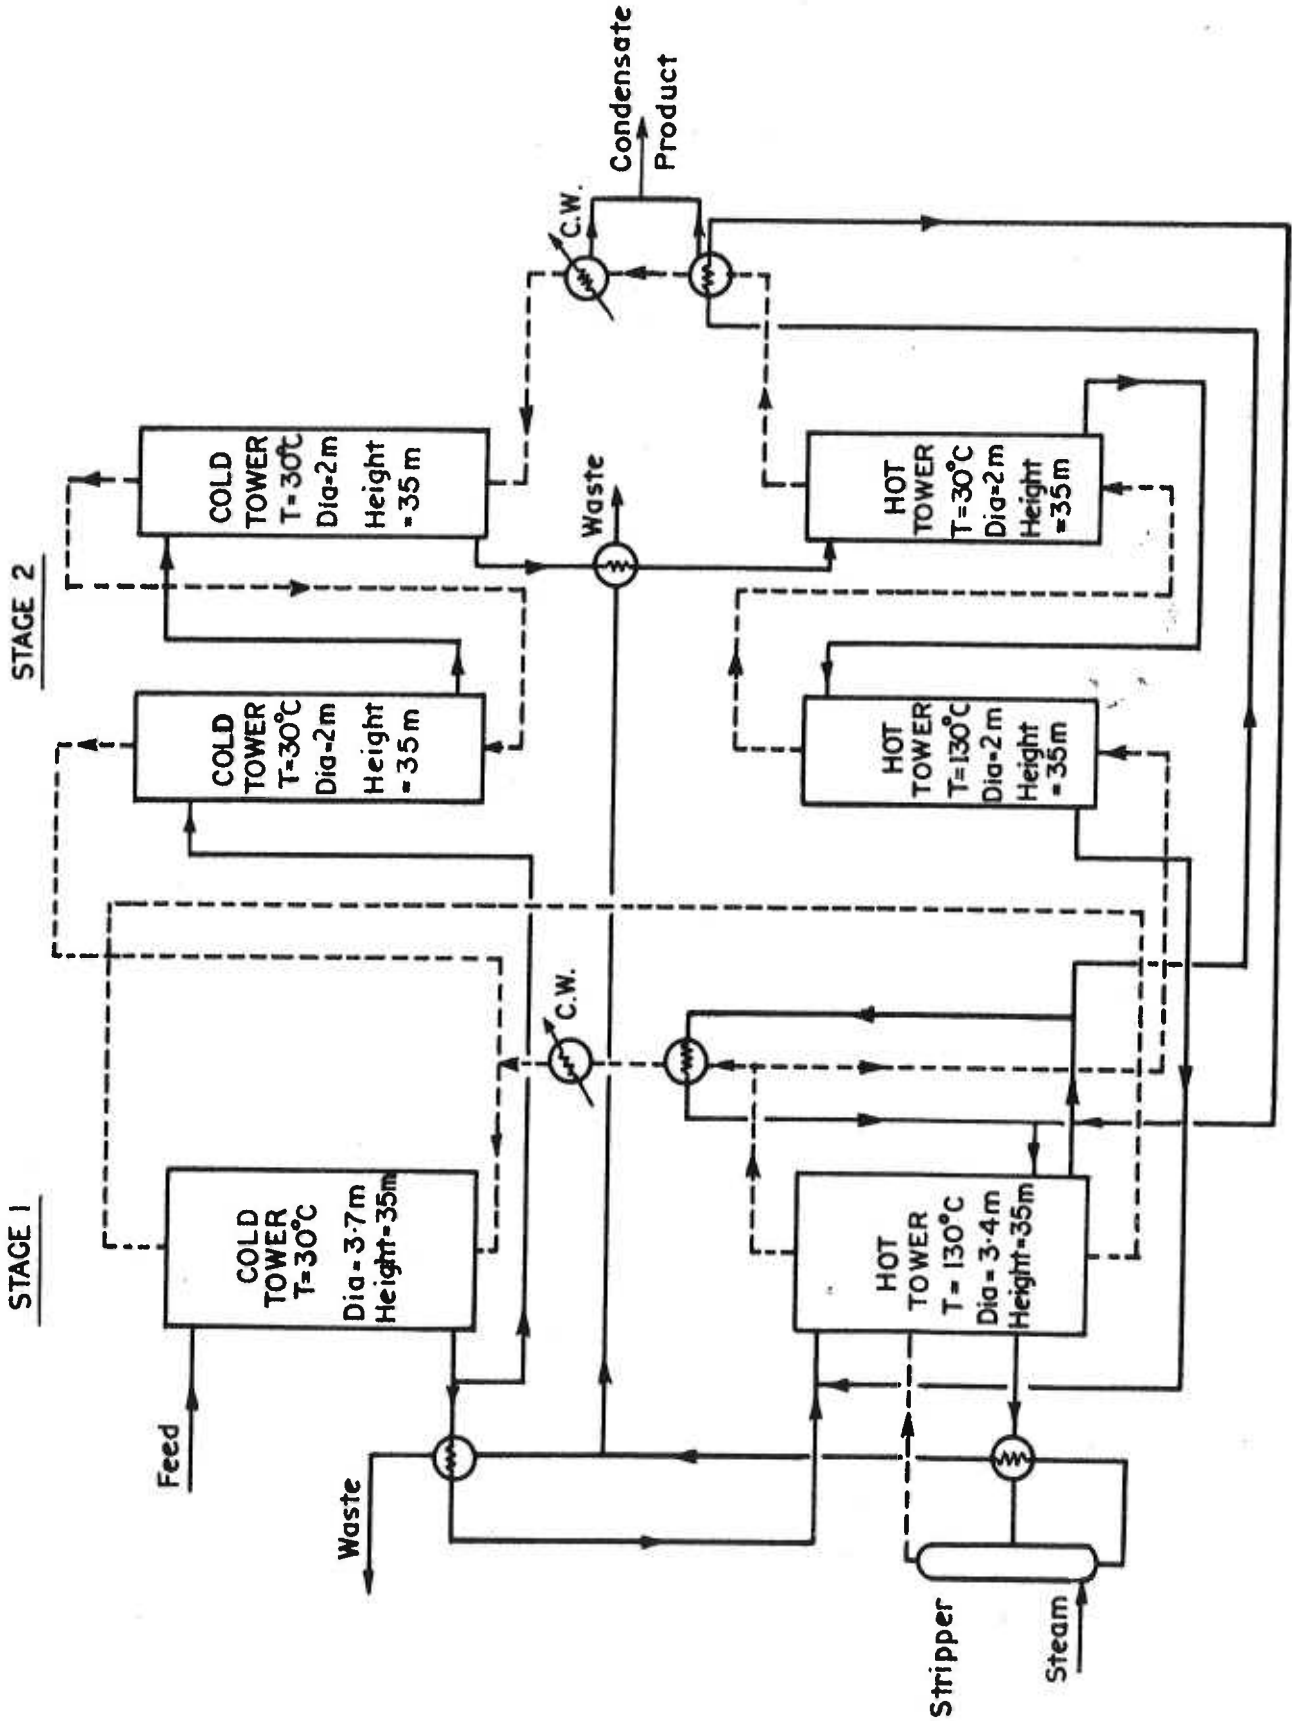 STAGE 1
STAGE 2
Feed
COLD
TOWER
T=30°C
Dia=3·7m
Height=35m
COLD
TOWER
T=30°C
Dia=2m
Height
=35m
COLD
TOWER
T=30°C
Dia=2m
Height
=35m
Waste
C.W.
Waste
C.W.
Condensate
Product
HOT
TOWER
T=130°C
Dia=3·4m
Height=35m
HOT
TOWER
T=130°C
Dia=2m
Height
=35m
HOT
TOWER
T=30°C
Dia=2m
Height
=35m
Stripper
Steam